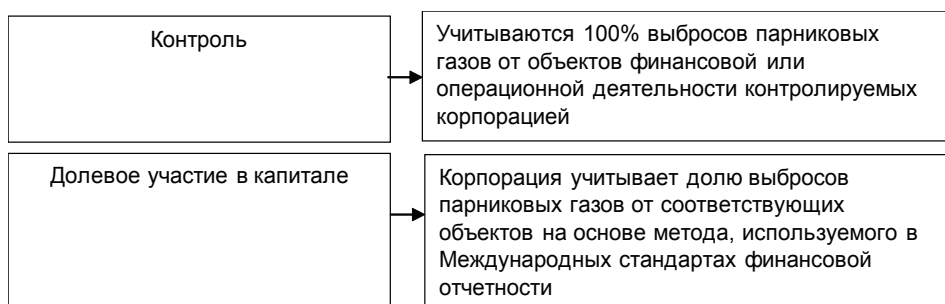 Контроль
Учитываются 100% выбросов парниковых
газов от объектов финансовой или
операционной деятельности контролируемых
корпорацией
Долевое участие в капитале
Корпорация учитывает долю выбросов
парниковых газов от соответствующих
объектов на основе метода, используемого в
Международных стандартах финансовой
отчетности